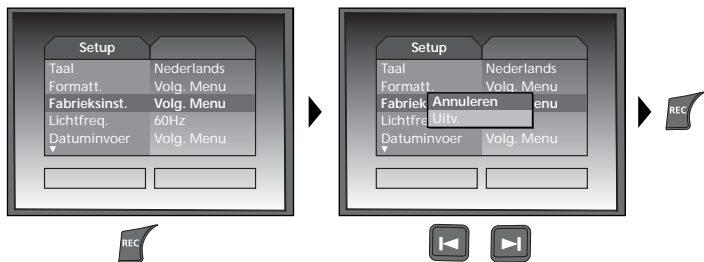 Setup
Taal Nederlands
Formatt. Volg. Menu
Fabrieksinst. Volg. Menu
Lichtfreq. 60Hz
Datuminvoer Volg. Menu
REC
Setup
Taal Nederlands
Formatt. Volg. Menu
Fabriek Annuleren enu
Lichtfre Uitv.
Datuminvoer Volg. Menu
REC